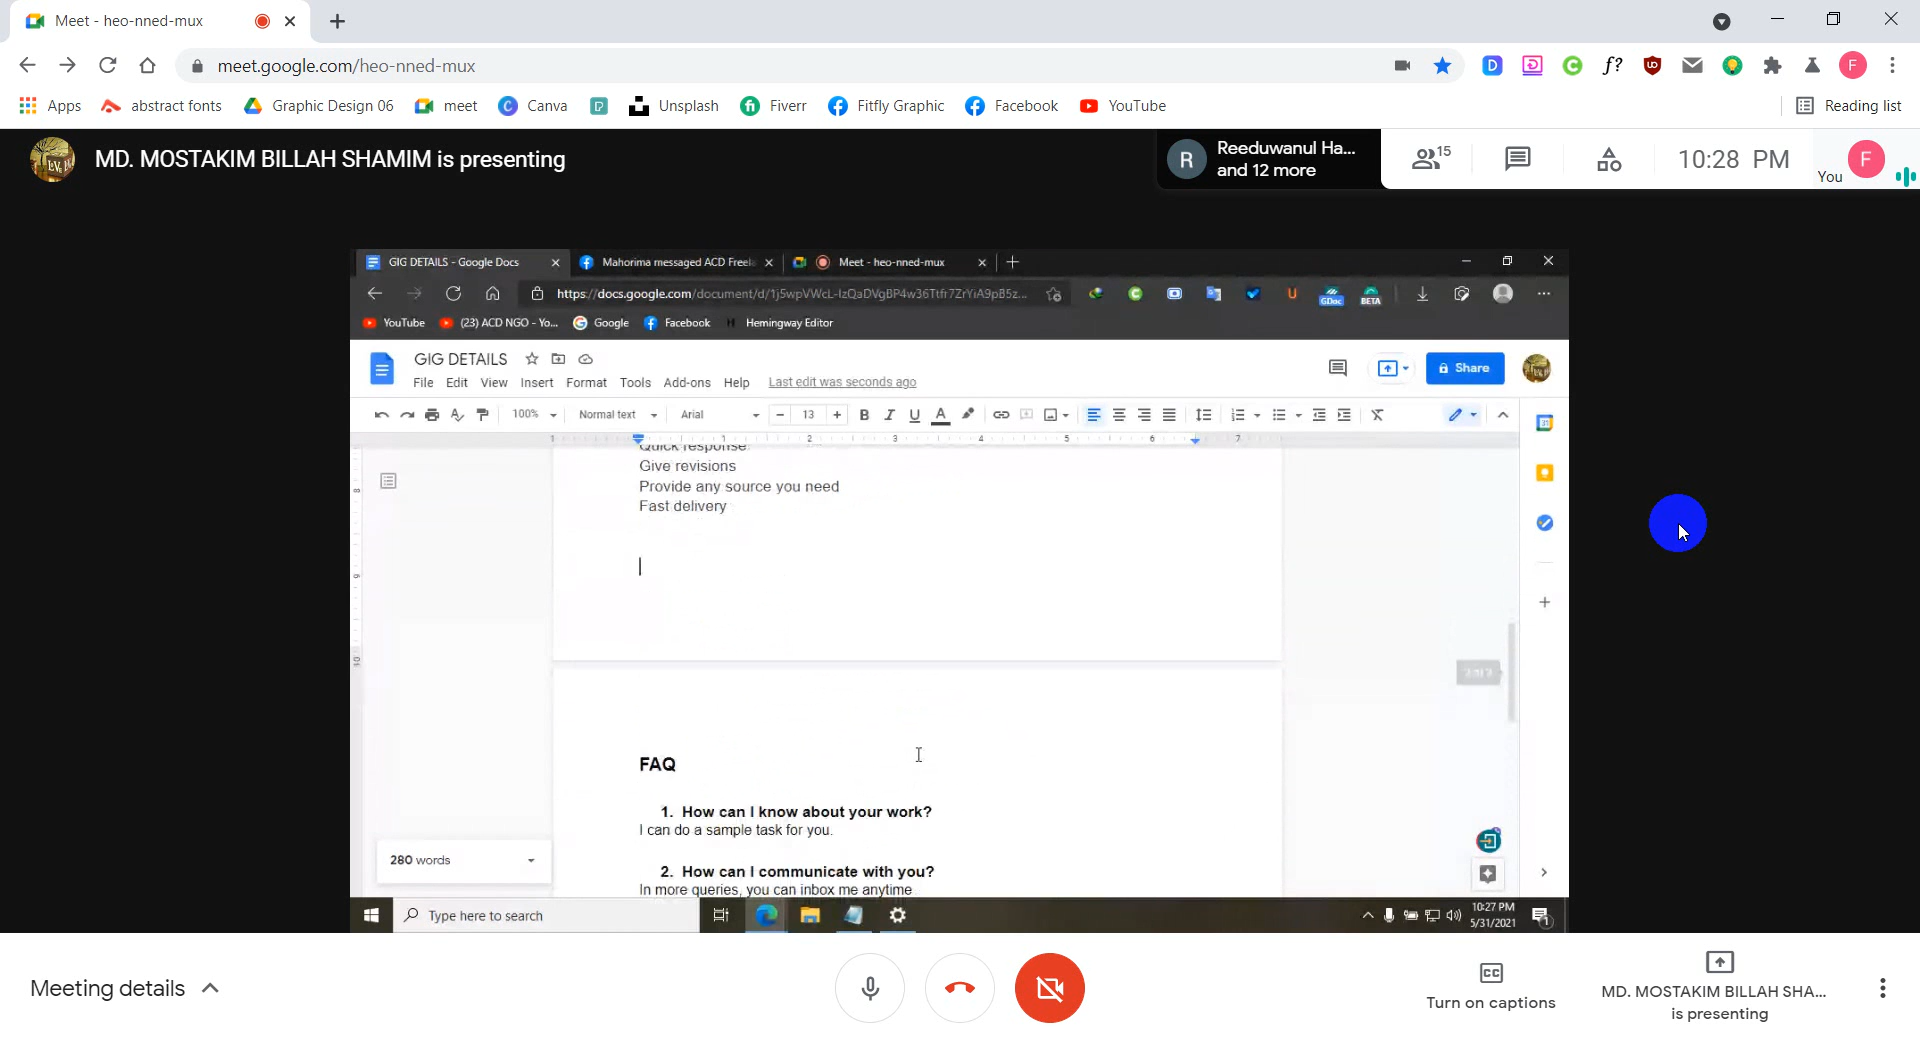 Meet - heo-nned-mux
meet.google.com/heo-nned-mux
Apps abstract fonts Graphic Design 06 meet Canva Unsplash Fiverr Fitfly Graphic Facebook YouTube Reading list
MD. MOSTAKIM BILLAH SHAMIM is presenting
R Reeduwanul Ha...
and 12 more
15
10:28 PM
You
F
GIG DETAILS - Google Docs Mahorima messaged ACD Freel Meet - heo-nned-mux
YouTube (23) ACD NGO - Yo... Google Facebook Hemingway Editor
GIG DETAILS
Share
File Edit View Insert Format Tools Add-ons Help Last edit was seconds ago
100% Normal text Arial 13
Quick response
Give revisions
Provide any source you need
Fast delivery
FAQ
1. How can I know about your work?
I can do a sample task for you.
2. How can I communicate with you?
In more queries, you can inbox me anytime
280 words
Type here to search
10:27 PM
5/31/2021
Meeting details
Turn on captions
MD. MOSTAKIM BILLAH SHA...
is presenting